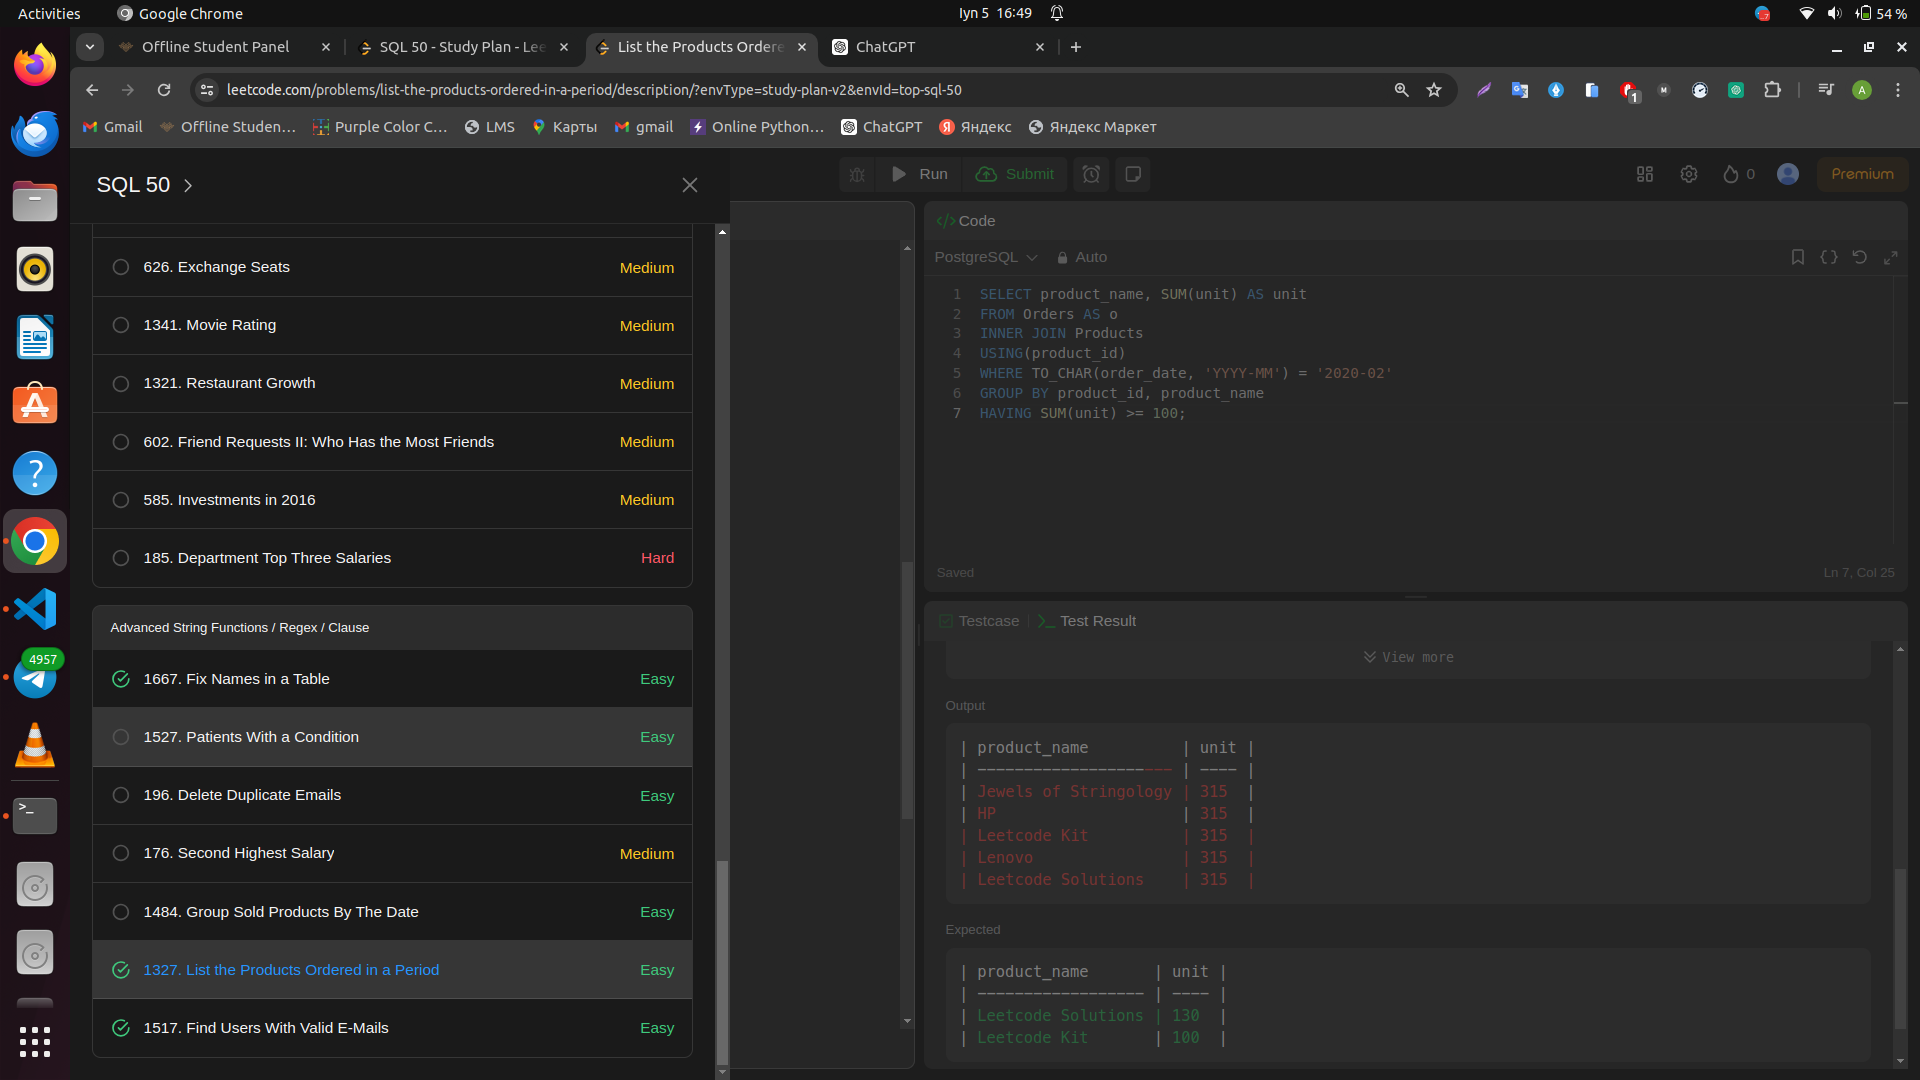 Activities
Google Chrome
Iyn 5 16:49
54 %
Offline Student Panel
SQL 50 - Study Plan - Lee
List the Products Ordere
ChatGPT
leetcode.com/problems/list-the-products-ordered-in-a-period/description/?envType=study-plan-v2&envId=top-sql-50
1
A
Gmail
Offline Studen...
Purple Color C...
LMS
Карты
gmail
Online Python...
ChatGPT
Яндекс
Яндекс Маркет
SQL 50
Run
Submit
0
Premium
626. Exchange Seats
Medium
1341. Movie Rating
Medium
1321. Restaurant Growth
Medium
602. Friend Requests II: Who Has the Most Friends
Medium
585. Investments in 2016
Medium
185. Department Top Three Salaries
Hard
Advanced String Functions / Regex / Clause
1667. Fix Names in a Table
Easy
1527. Patients With a Condition
Easy
196. Delete Duplicate Emails
Easy
176. Second Highest Salary
Medium
1484. Group Sold Products By The Date
Easy
1327. List the Products Ordered in a Period
Easy
1517. Find Users With Valid E-Mails
Easy
4957
Code
PostgreSQL
Auto
1 SELECT product_name, SUM(unit) AS unit
2 FROM Orders AS o
3 INNER JOIN Products
4 USING(product_id)
5 WHERE TO_CHAR(order_date, 'YYYY-MM') = '2020-02'
6 GROUP BY product_id, product_name
7 HAVING SUM(unit) >= 100;
Saved
Ln 7, Col 25
Testcase
Test Result
View more
Output
| product_name | unit |
| --------------------- | ---- |
| Jewels of Stringology | 315 |
| HP | 315 |
| Leetcode Kit | 315 |
| Lenovo | 315 |
| Leetcode Solutions | 315 |
Expected
| product_name | unit |
| ------------------ | ---- |
| Leetcode Solutions | 130 |
| Leetcode Kit | 100 |